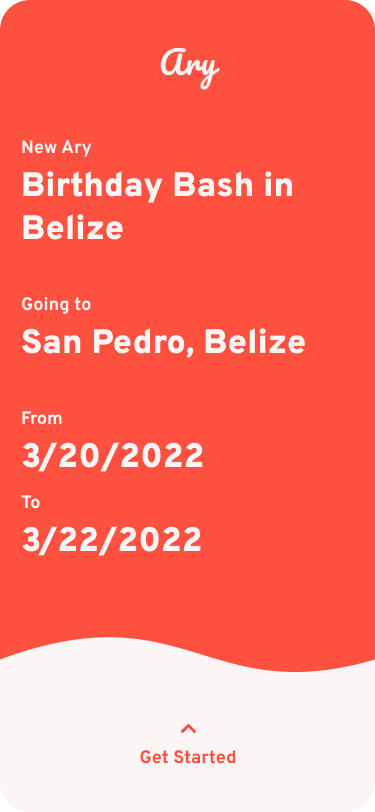 Ary
New Ary
Birthday Bash in
Belize
Going to
San Pedro, Belize
From
3/20/2022
To
3/22/2022
Get Started